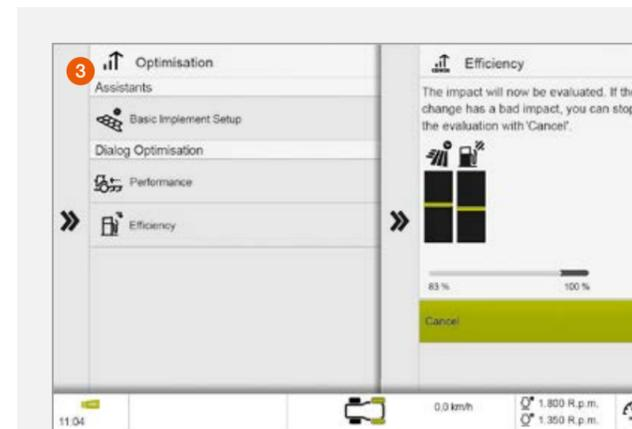 3
Optimisation
Assistants
Basic Implement Setup
Dialog Optimisation
Performance
Efficiency
Efficiency
The impact will now be evaluated. If the
change has a bad impact, you can stop
the evaluation with 'Cancel'.
83 %
100 %
Cancel
11:04
0,0 km/h
1.800 R.p.m.
1.350 R.p.m.